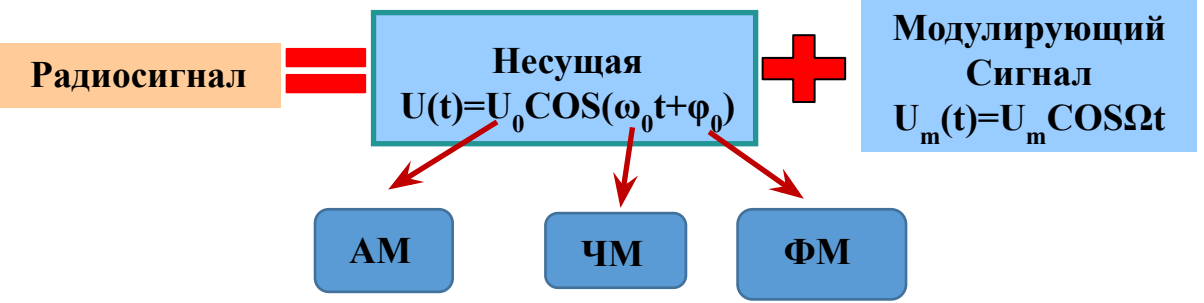 Радиосигнал
Несущая
U(t)=U₀COS(ω₀t+φ₀)
Модулирующий
Сигнал
Uₘ(t)=UₘCOSΩt
АМ
ЧМ
ФМ